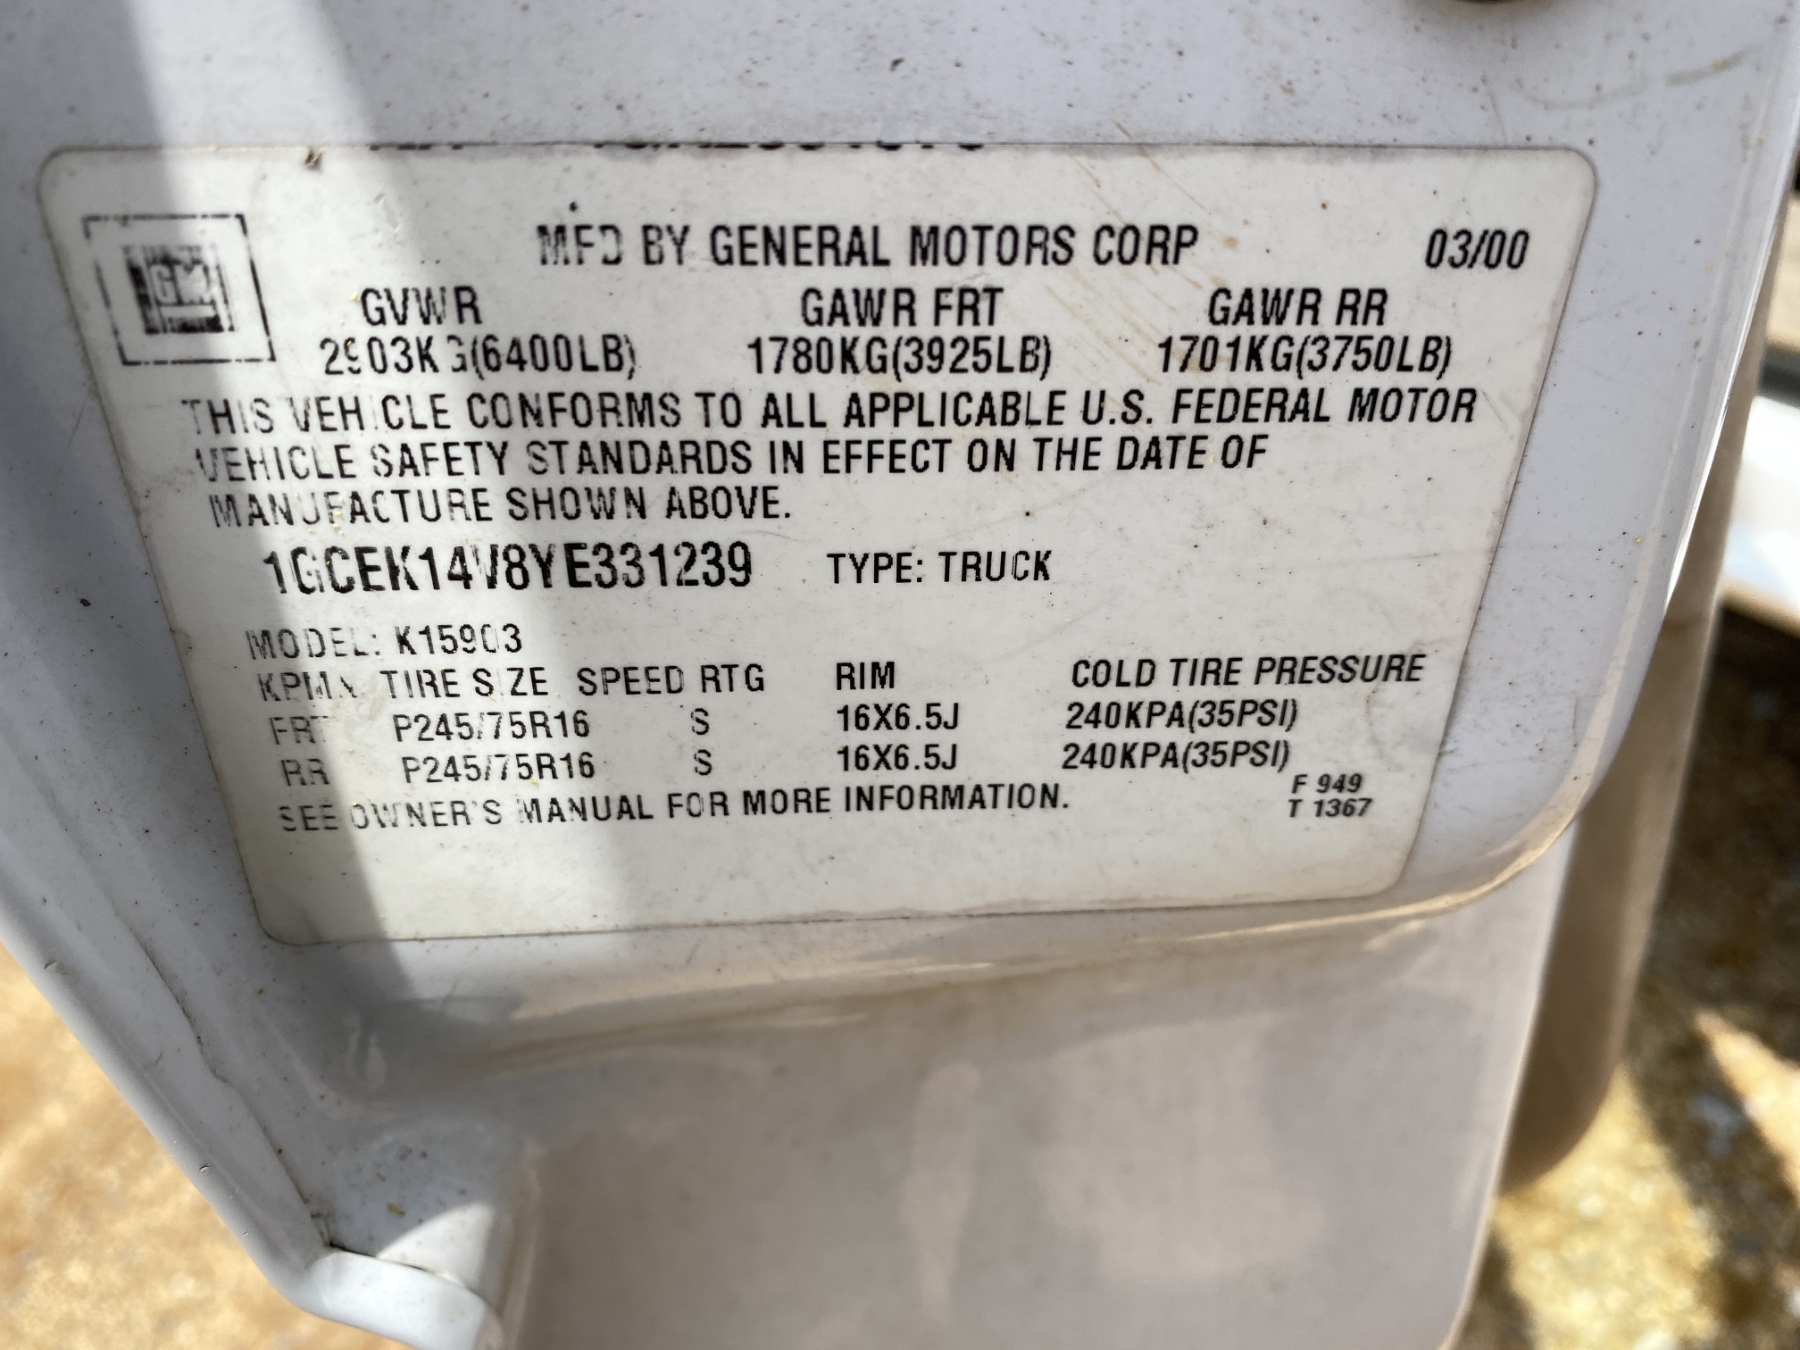 GM
MFD BY GENERAL MOTORS CORP 03/00
GVWR GAWR FRT GAWR RR
2903KG(6400LB) 1780KG(3925LB) 1701KG(3750LB)
THIS VEHICLE CONFORMS TO ALL APPLICABLE U.S. FEDERAL MOTOR
VEHICLE SAFETY STANDARDS IN EFFECT ON THE DATE OF
MANUFACTURE SHOWN ABOVE.
1GCEK14V8YE331239 TYPE: TRUCK
MODEL: K15903
TIRE SIZE SPEED RTG RIM COLD TIRE PRESSURE
FRT P245/75R16 S 16X6.5J 240KPA(35PSI)
RR P245/75R16 S 16X6.5J 240KPA(35PSI)
SEE OWNER'S MANUAL FOR MORE INFORMATION.
F 949
T 1367